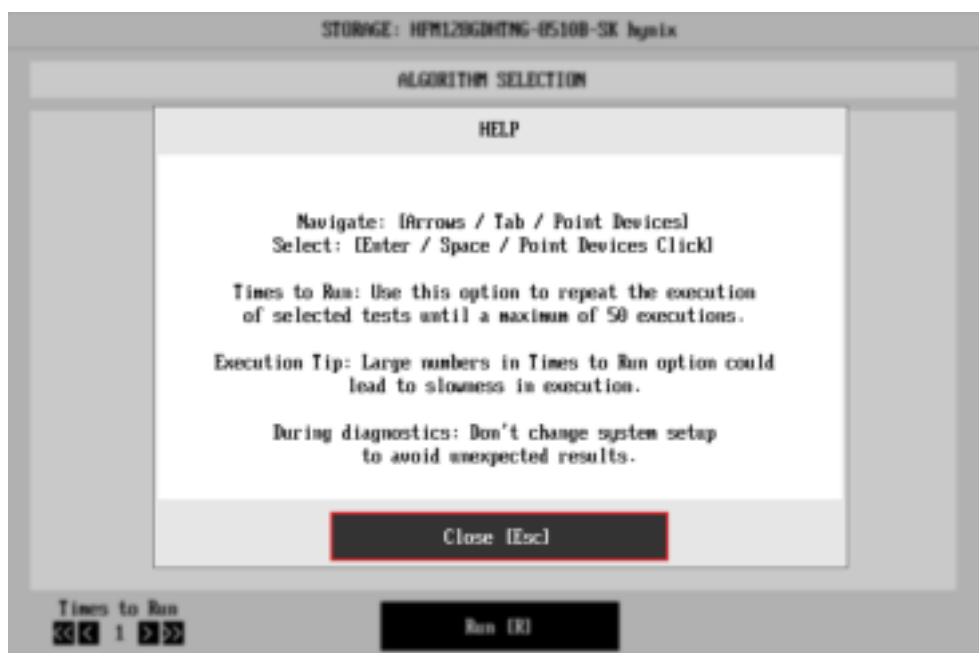 STORAGE: HFM128GDHTNG-8510B-SK hynix
ALGORITHM SELECTION
HELP
Navigate: [Arrows / Tab / Point Devices]
Select: [Enter / Space / Point Devices Click]
Times to Run: Use this option to repeat the execution
of selected tests until a maximum of 50 executions.
Execution Tip: Large numbers in Times to Run option could
lead to slowness in execution.
During diagnostics: Don't change system setup
to avoid unexpected results.
Close [Esc]
Times to Run
<< < 1 > >>
Run [R]